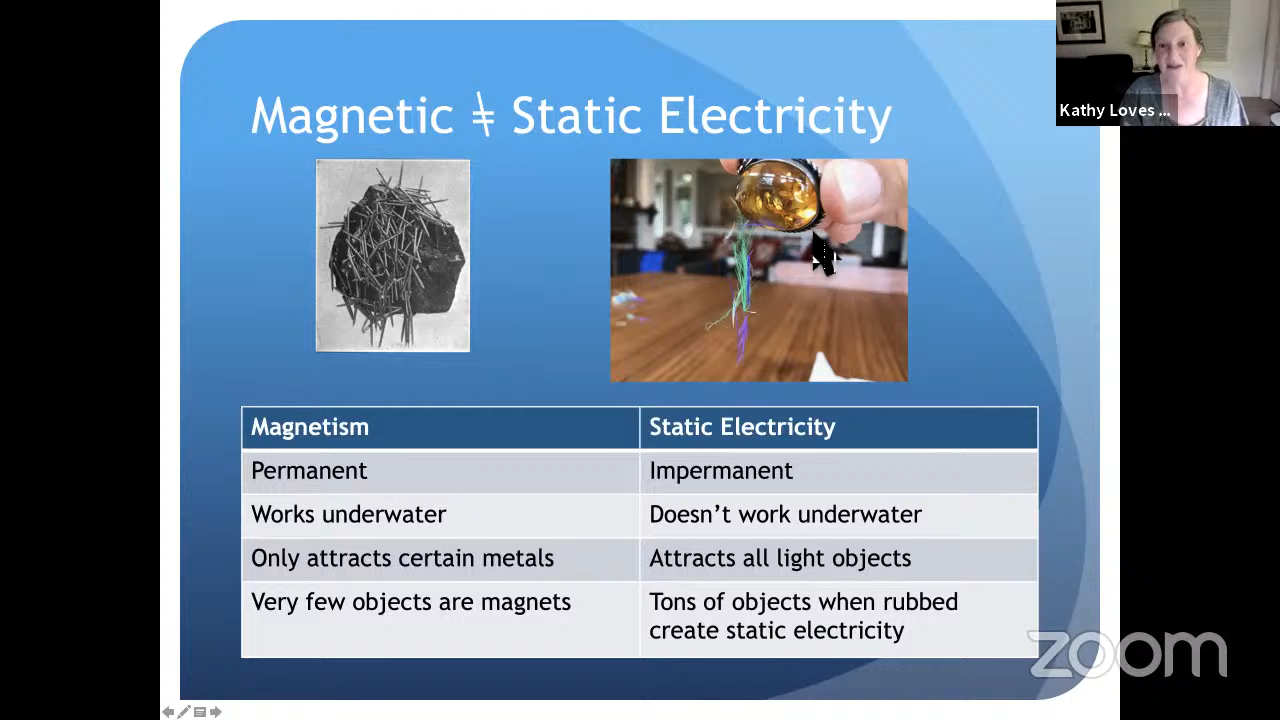 Kathy Loves ...
Magnetic ≠ Static Electricity
Magnetism
Static Electricity
Permanent
Impermanent
Works underwater
Doesn’t work underwater
Only attracts certain metals
Attracts all light objects
Very few objects are magnets
Tons of objects when rubbed
create static electricity
zoom